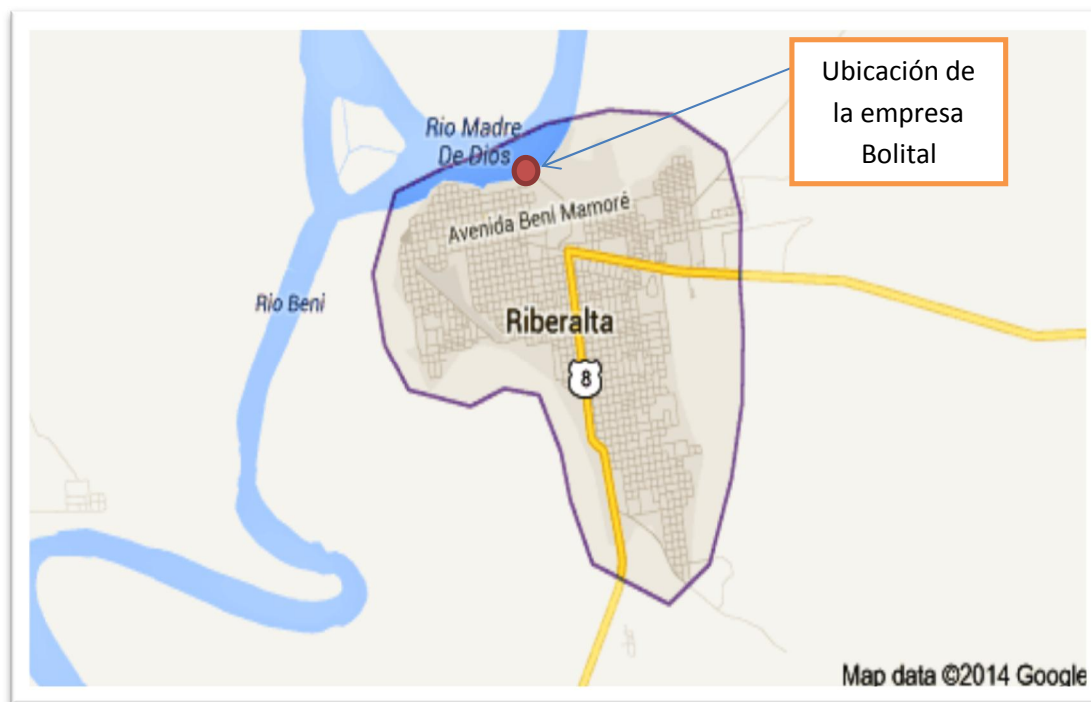 Ubicación de
la empresa
Bolital
Rio Madre
De Dios
Avenida Beni Mamoré
Rio Beni
Riberalta
8
Map data ©2014 Google